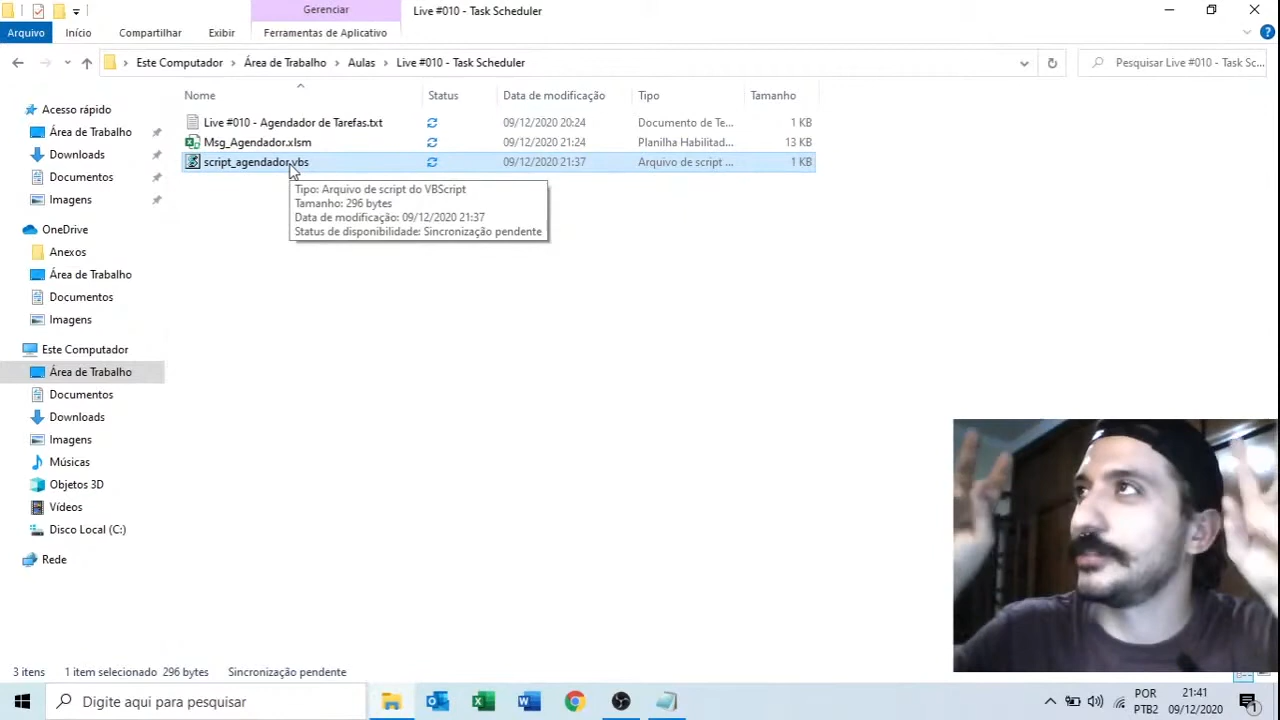 Gerenciar
Live #010 - Task Scheduler
Arquivo
Início
Compartilhar
Exibir
Ferramentas de Aplicativo
Este Computador
Área de Trabalho
Aulas
Live #010 - Task Scheduler
Pesquisar Live #010 - Task Sc...
Nome
Status
Data de modificação
Tipo
Tamanho
Live #010 - Agendador de Tarefas.txt
09/12/2020 20:24
Documento de Te...
1 KB
Msg_Agendador.xlsm
09/12/2020 21:24
Planilha Habilitad...
13 KB
script_agendador.vbs
09/12/2020 21:37
Arquivo de script ...
1 KB
Tipo: Arquivo de script do VBScript
Tamanho: 296 bytes
Data de modificação: 09/12/2020 21:37
Status de disponibilidade: Sincronização pendente
Acesso rápido
Área de Trabalho
Downloads
Documentos
Imagens
OneDrive
Anexos
Área de Trabalho
Documentos
Imagens
Este Computador
Área de Trabalho
Documentos
Downloads
Imagens
Músicas
Objetos 3D
Vídeos
Disco Local (C:)
Rede
3 itens
1 item selecionado 296 bytes
Sincronização pendente
Digite aqui para pesquisar
POR
PTB2
21:41
09/12/2020
1